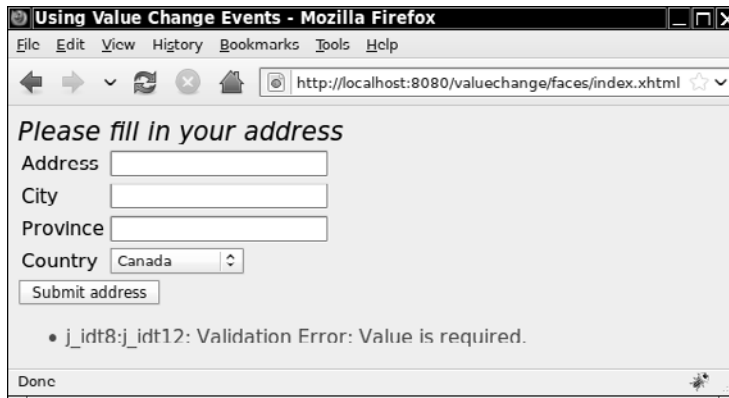 Using Value Change Events - Mozilla Firefox
File Edit View History Bookmarks Tools Help
http://localhost:8080/valuechange/faces/index.xhtml
Please fill in your address
Address
City
Province
Country Canada
Submit address
• j_idt8:j_idt12: Validation Error: Value is required.
Done